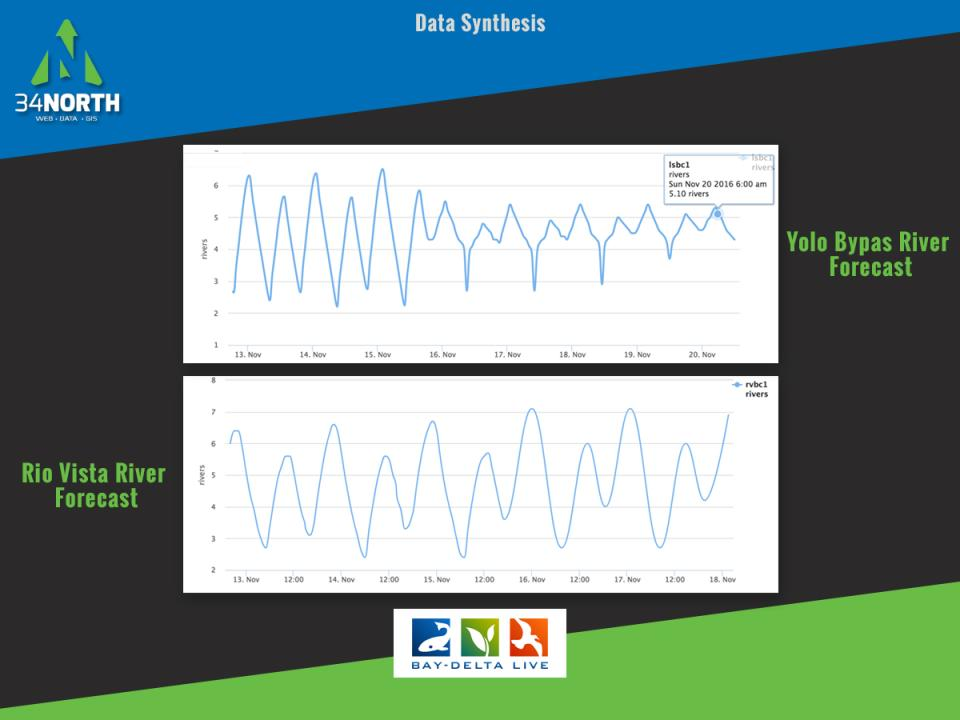 Data Synthesis
34NORTH
WEB • DATA • GIS
lsbc1
rivers
lsbc1
rivers
Sun Nov 20 2016 6:00 am
5.10 rivers
6
5
4
3
2
1
rivers
13. Nov
14. Nov
15. Nov
16. Nov
17. Nov
18. Nov
19. Nov
20. Nov
Yolo Bypas River
Forecast
rvbc1
rivers
8
7
6
5
4
3
2
rivers
13. Nov
12:00
14. Nov
12:00
15. Nov
12:00
16. Nov
12:00
17. Nov
12:00
18. Nov
Rio Vista River
Forecast
BAY-DELTA LIVE